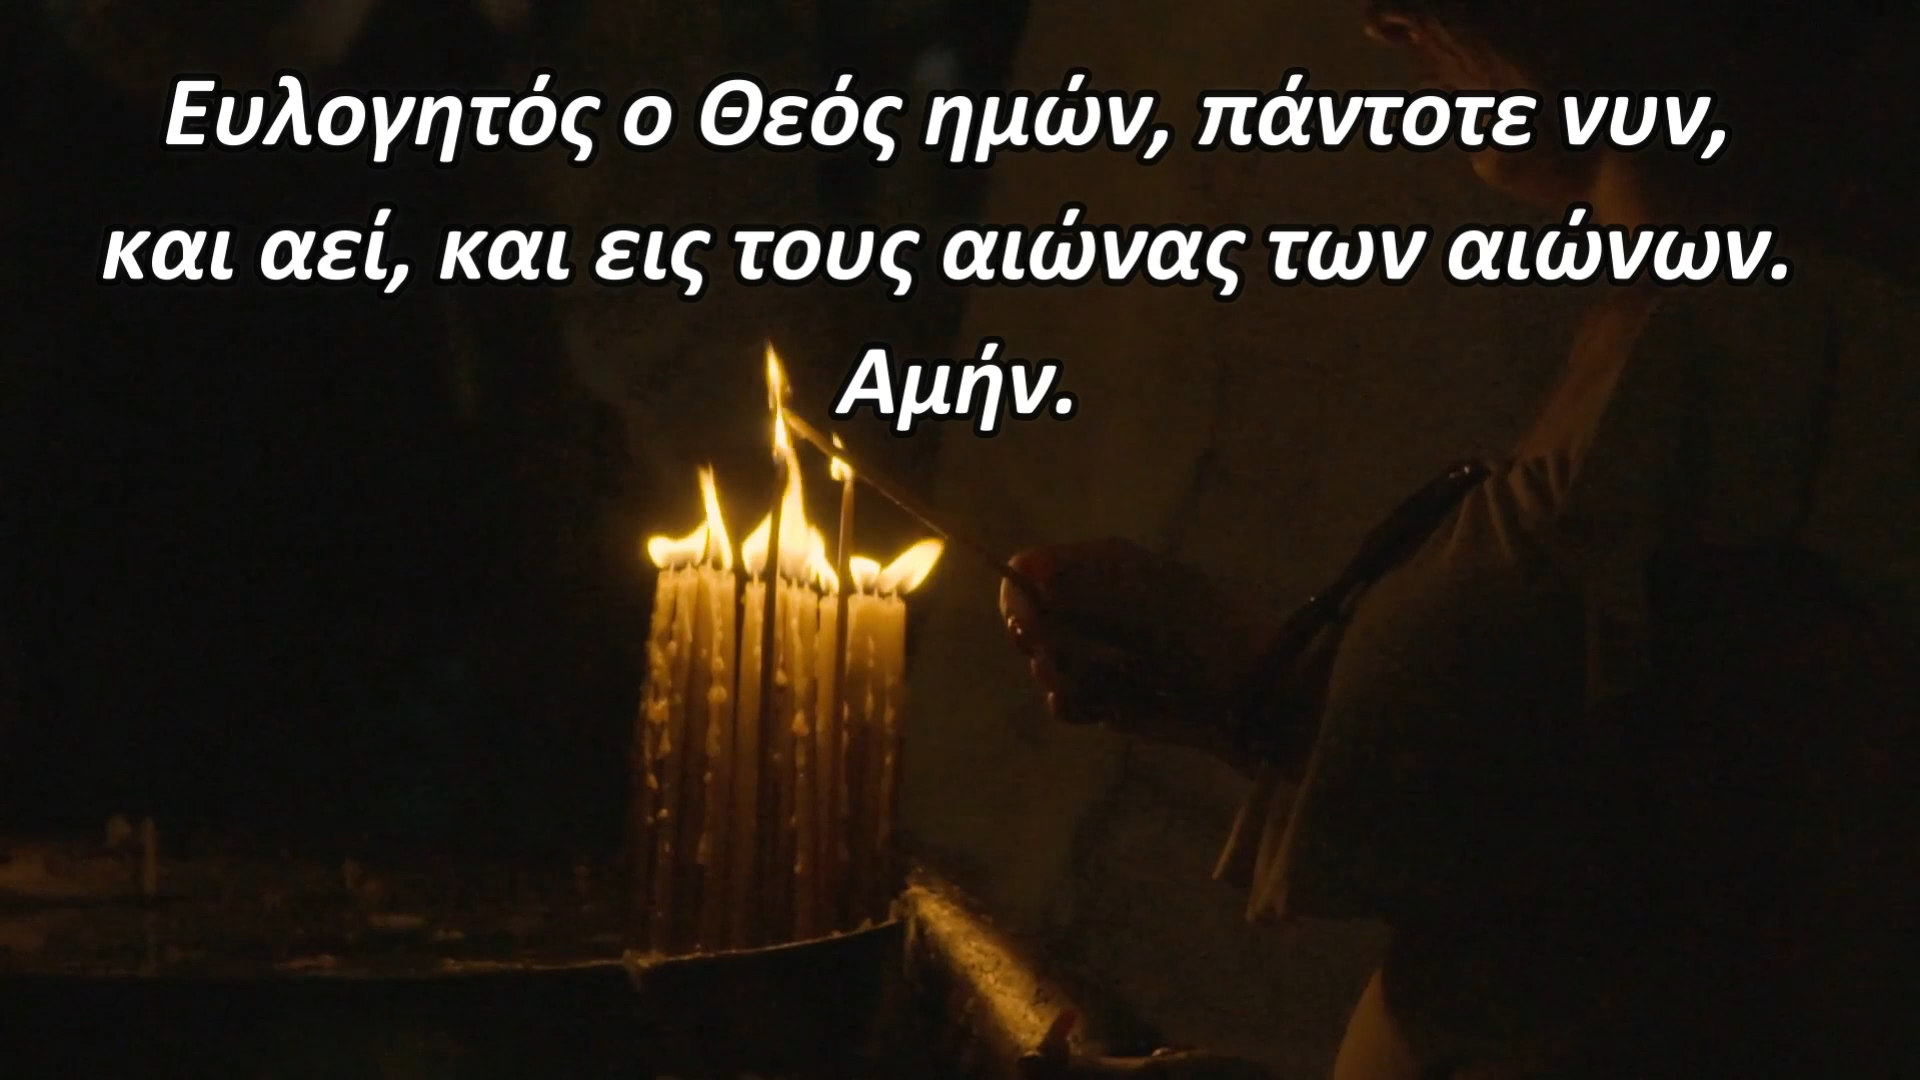 Ευλογητός ο Θεός ημών, πάντοτε νυν,
και αεί, και εις τους αιώνας των αιώνων.
Αμήν.